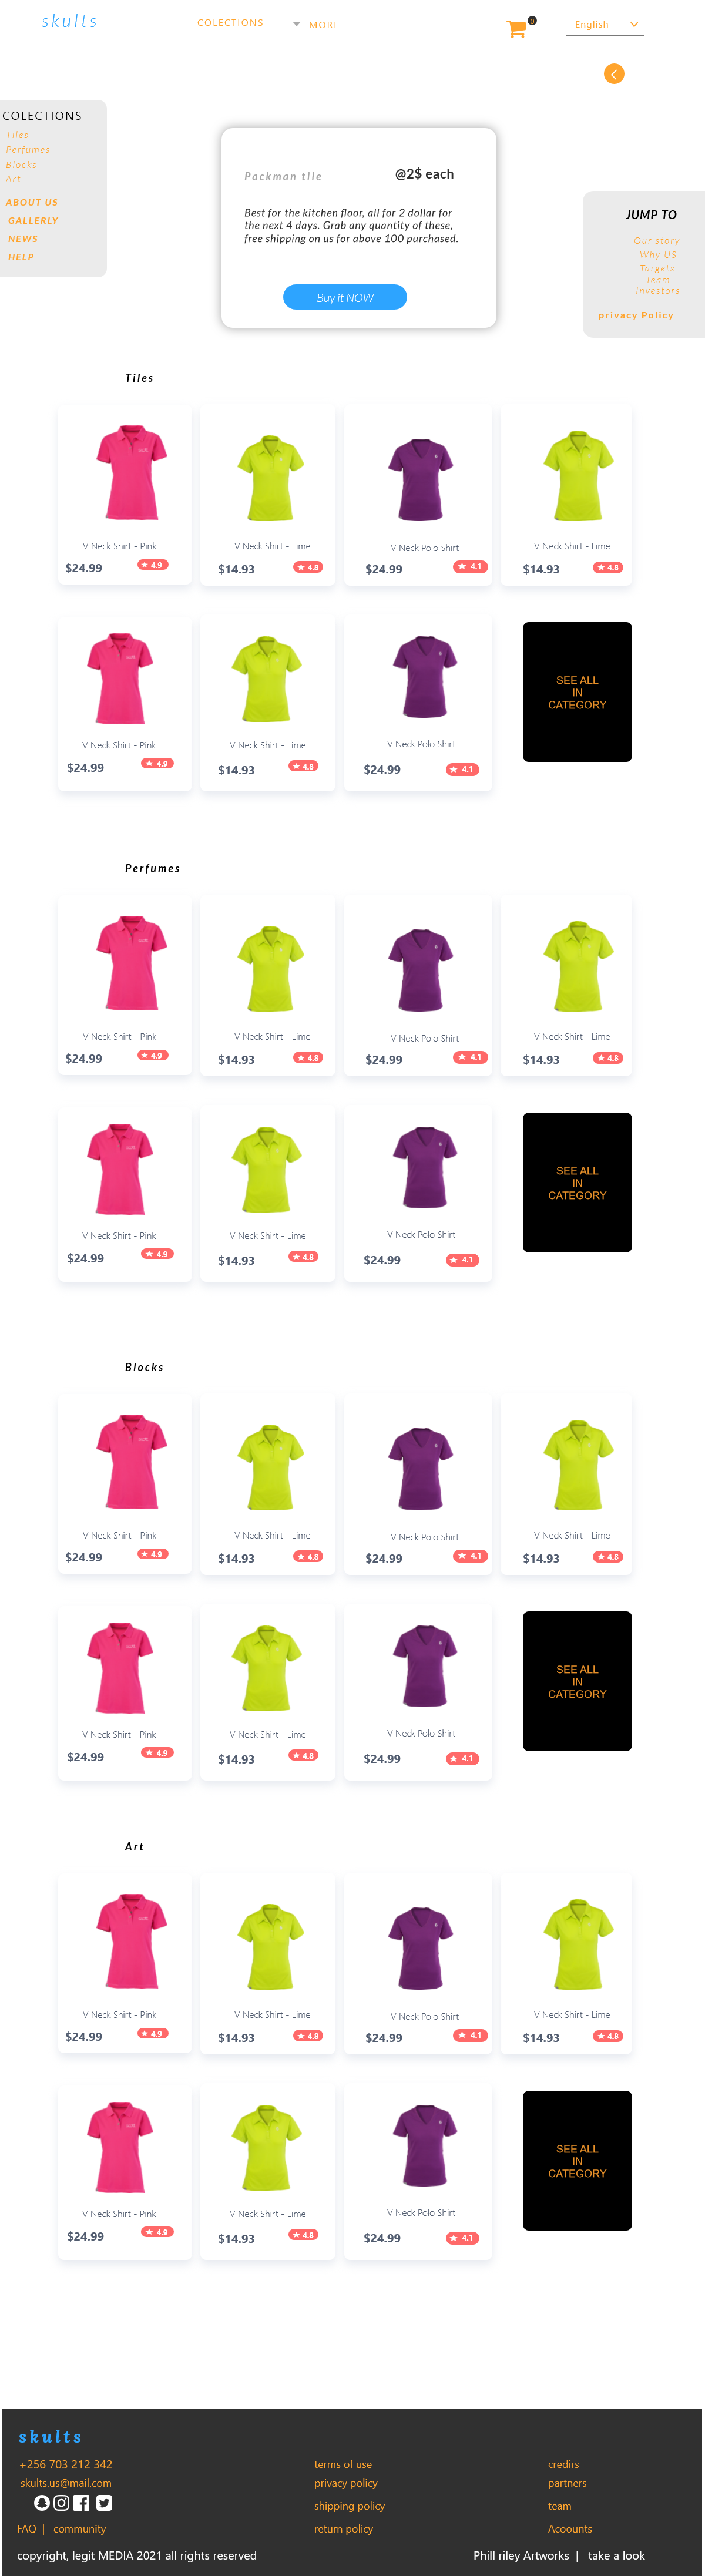 skults
COLECTIONS
MORE
0
English
COLECTIONS
Tiles
Perfumes
Blocks
Art
ABOUT US
GALLERLY
NEWS
HELP
Packman tile
@2$ each
Best for the kitchen floor, all for 2 dollar for
the next 4 days. Grab any quantity of these,
free shipping on us for above 100 purchased.
Buy it NOW
JUMP TO
Our story
Why US
Targets
Team
Investors
privacy Policy
Tiles
V Neck Shirt - Pink
$24.99
4.9
V Neck Shirt - Lime
$14.93
4.8
V Neck Polo Shirt
$24.99
4.1
V Neck Shirt - Lime
$14.93
4.8
V Neck Shirt - Pink
$24.99
4.9
V Neck Shirt - Lime
$14.93
4.8
V Neck Polo Shirt
$24.99
4.1
SEE ALL
IN
CATEGORY
Perfumes
V Neck Shirt - Pink
$24.99
4.9
V Neck Shirt - Lime
$14.93
4.8
V Neck Polo Shirt
$24.99
4.1
V Neck Shirt - Lime
$14.93
4.8
V Neck Shirt - Pink
$24.99
4.9
V Neck Shirt - Lime
$14.93
4.8
V Neck Polo Shirt
$24.99
4.1
SEE ALL
IN
CATEGORY
Blocks
V Neck Shirt - Pink
$24.99
4.9
V Neck Shirt - Lime
$14.93
4.8
V Neck Polo Shirt
$24.99
4.1
V Neck Shirt - Lime
$14.93
4.8
V Neck Shirt - Pink
$24.99
4.9
V Neck Shirt - Lime
$14.93
4.8
V Neck Polo Shirt
$24.99
4.1
SEE ALL
IN
CATEGORY
Art
V Neck Shirt - Pink
$24.99
4.9
V Neck Shirt - Lime
$14.93
4.8
V Neck Polo Shirt
$24.99
4.1
V Neck Shirt - Lime
$14.93
4.8
V Neck Shirt - Pink
$24.99
4.9
V Neck Shirt - Lime
$14.93
4.8
V Neck Polo Shirt
$24.99
4.1
SEE ALL
IN
CATEGORY
skults
+256 703 212 342
skults.us@mail.com
FAQ | community
terms of use
privacy policy
shipping policy
return policy
credirs
partners
team
Acoounts
copyright, legit MEDIA 2021 all rights reserved
Phill riley Artworks | take a look